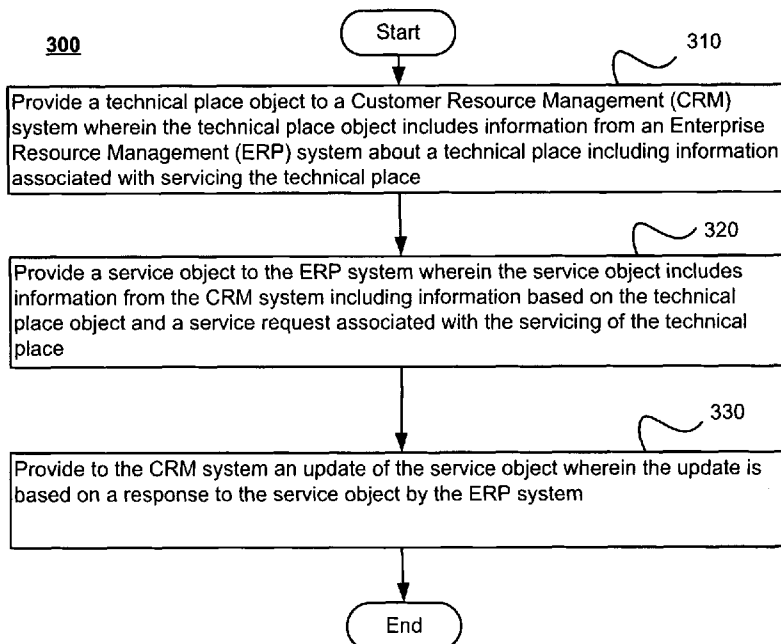 300
Start
310
Provide a technical place object to a Customer Resource Management (CRM)
system wherein the technical place object includes information from an Enterprise
Resource Management (ERP) system about a technical place including information
associated with servicing the technical place
320
Provide a service object to the ERP system wherein the service object includes
information from the CRM system including information based on the technical
place object and a service request associated with the servicing of the technical
place
330
Provide to the CRM system an update of the service object wherein the update is
based on a response to the service object by the ERP system
End